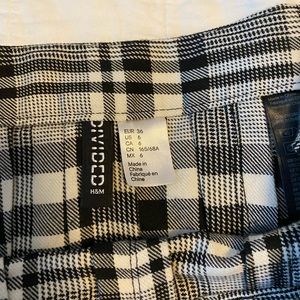 DIVIDED
H&M
EUR 36
US 6
CA 6
CN 165/68A
MX 6
Made in
China
Fabriqué en
Chine